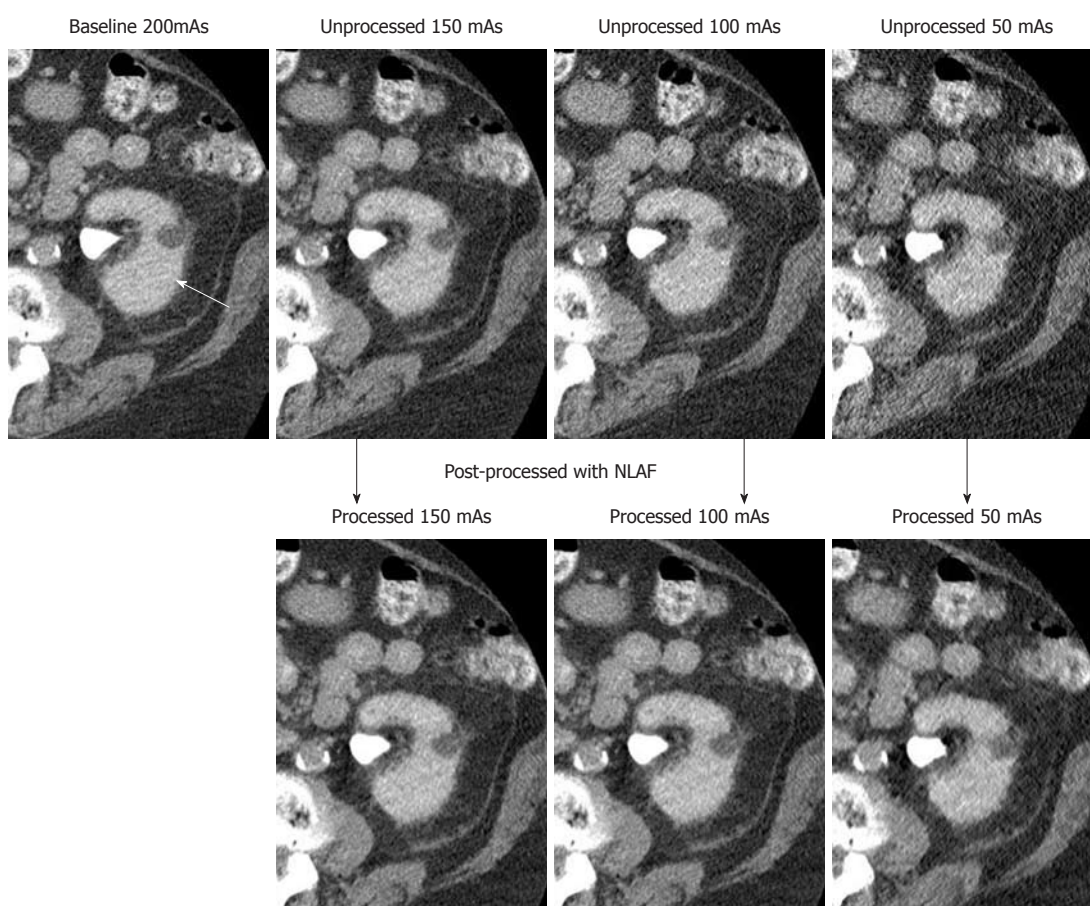 Baseline 200mAs
Unprocessed 150 mAs
Unprocessed 100 mAs
Unprocessed 50 mAs
Post-processed with NLAF
Processed 150 mAs
Processed 100 mAs
Processed 50 mAs